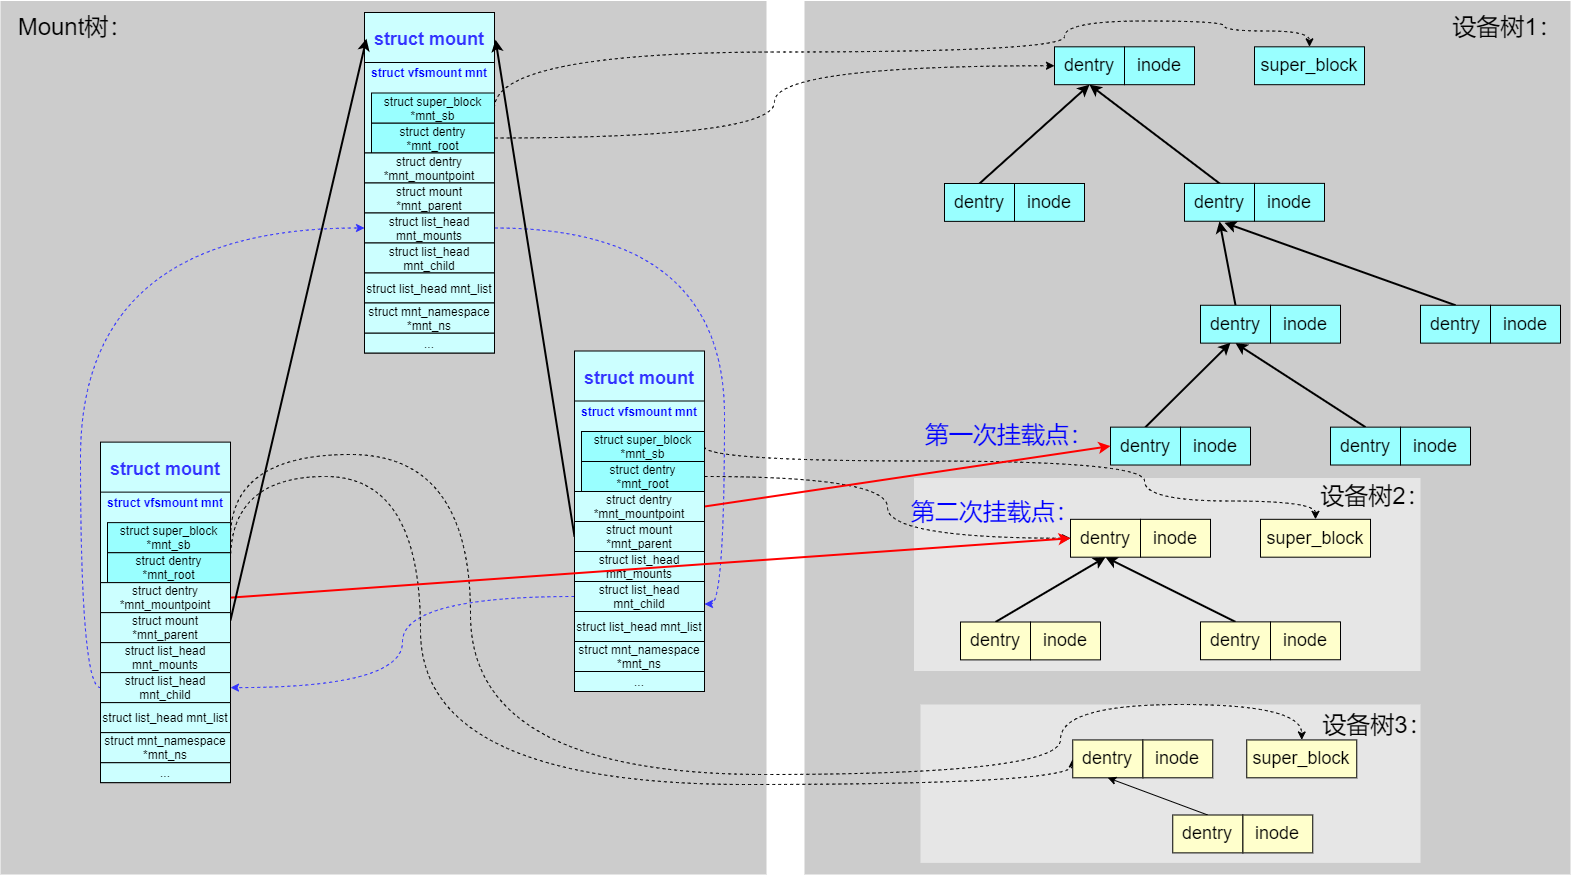 Mount树：
struct mount
struct vfsmount mnt
struct super_block
*mnt_sb
struct dentry
*mnt_root
struct dentry
*mnt_mountpoint
struct mount
*mnt_parent
struct list_head
mnt_mounts
struct list_head
mnt_child
struct list_head mnt_list
struct mnt_namespace
*mnt_ns
...
struct mount
struct vfsmount mnt
struct super_block
*mnt_sb
struct dentry
*mnt_root
struct dentry
*mnt_mountpoint
struct mount
*mnt_parent
struct list_head
mnt_mounts
struct list_head
mnt_child
struct list_head mnt_list
struct mnt_namespace
*mnt_ns
...
struct mount
struct vfsmount mnt
struct super_block
*mnt_sb
struct dentry
*mnt_root
struct dentry
*mnt_mountpoint
struct mount
*mnt_parent
struct list_head
mnt_mounts
struct list_head
mnt_child
struct list_head mnt_list
struct mnt_namespace
*mnt_ns
...
设备树1：
dentry inode super_block
dentry inode dentry inode
dentry inode dentry inode
第一次挂载点：
dentry inode dentry inode
设备树2：
第二次挂载点：
dentry inode super_block
dentry inode dentry inode
设备树3：
dentry inode super_block
dentry inode